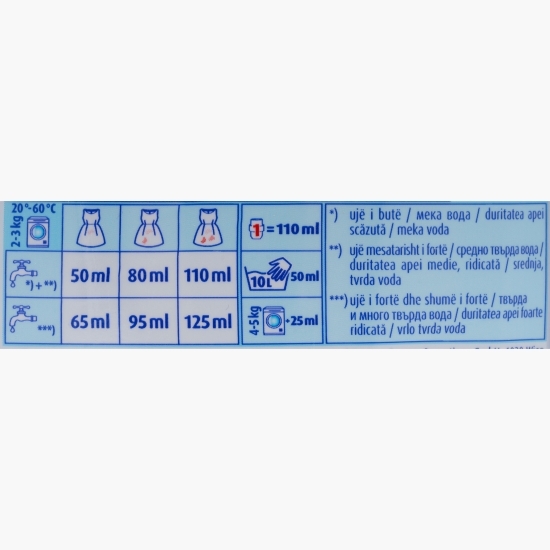 20°-60°C
2-3 kg
*) + **)
50 ml 80 ml 110 ml
***)
65 ml 95 ml 125 ml
1 = 110 ml
10L 50 ml
4-5 kg +25 ml
*) ujë i butë / мека вода / duritatea apei
scăzută / meka voda
**) ujë mesatarisht i fortë / средно твърда вода /
duritatea apei medie, ridicată / srednja,
tvrda voda
***) ujë i fortë dhe shumë i fortë / твърда
и много твърда вода / duritatea apei foarte
ridicată / vrlo tvrda voda